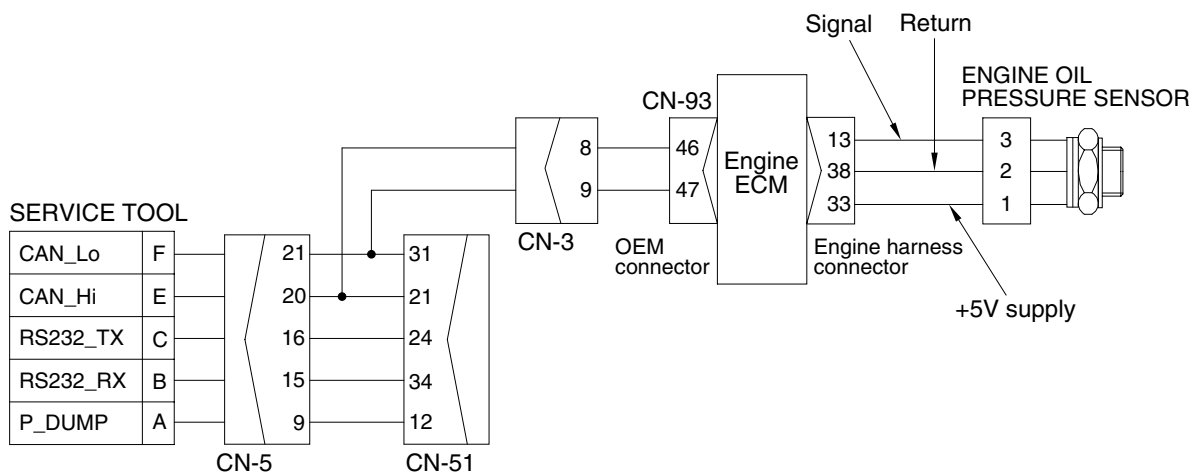 Signal Return
ENGINE OIL
PRESSURE SENSOR
CN-93
8 46 13 3
Engine
ECM
38 2
9 47 33 1
CN-3
OEM
connector
Engine harness
connector
+5V supply
SERVICE TOOL
CAN_Lo F 21 31
CAN_Hi E 20 21
RS232_TX C 16 24
RS232_RX B 15 34
P_DUMP A 9 12
CN-5 CN-51